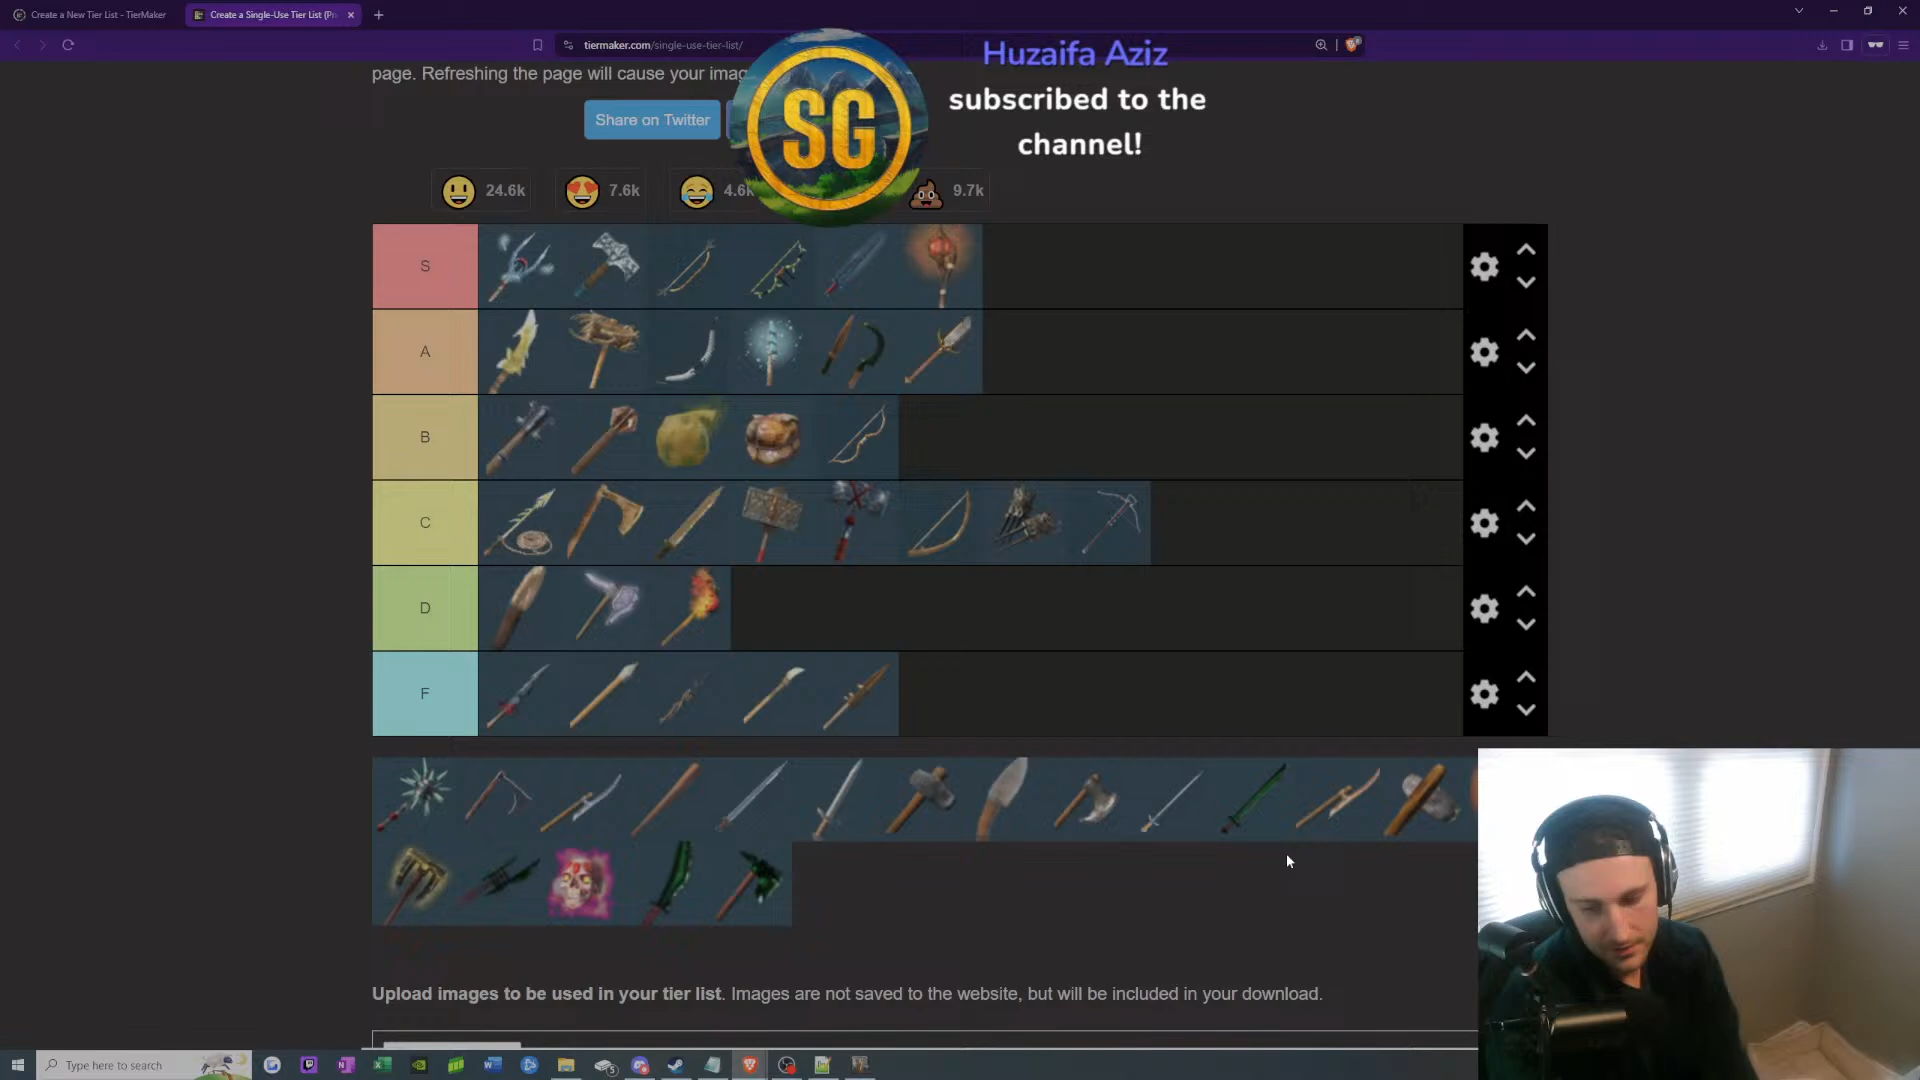 Create a New Tier List - TierMaker
Create a Single-Use Tier List (Pr
tiermaker.com/single-use-tier-list/
page. Refreshing the page will cause your imag
Share on Twitter
SG
Huzaifa Aziz
subscribed to the
channel!
24.6k
7.6k
4.6k
9.7k
S
A
B
C
D
F
Upload images to be used in your tier list. Images are not saved to the website, but will be included in your download.
Type here to search